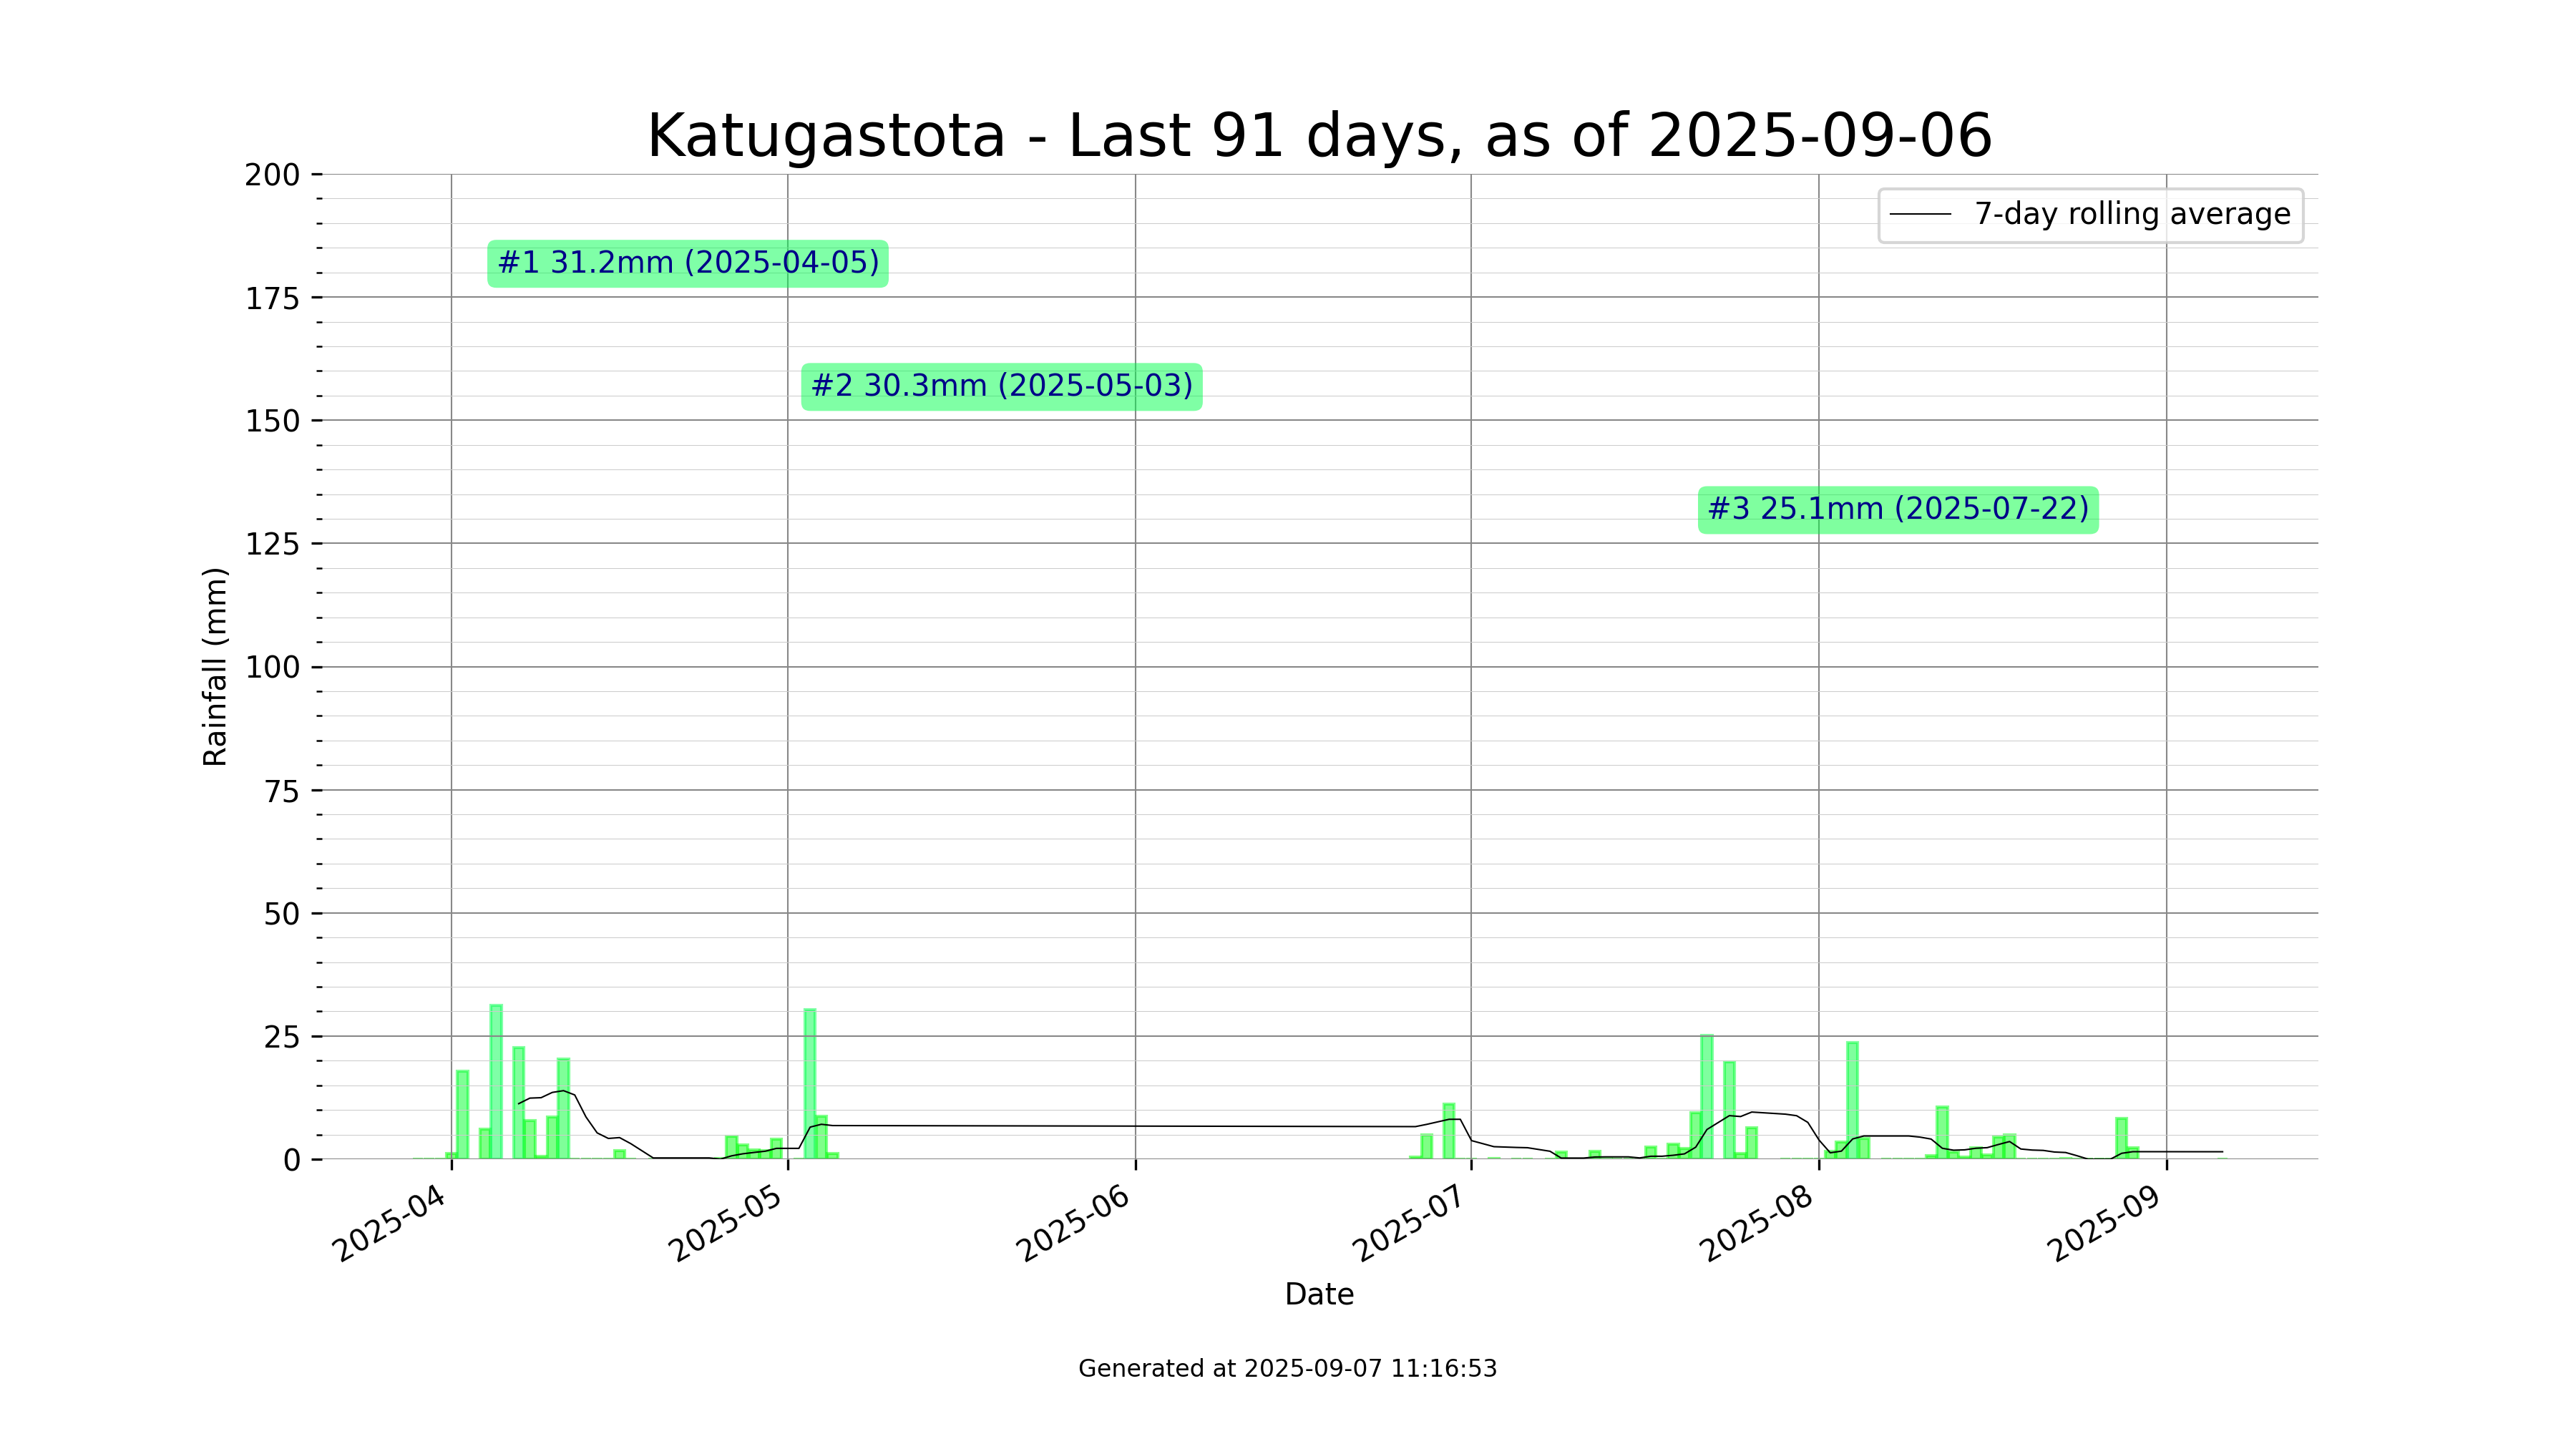 Katugastota - Last 91 days, as of 2025-09-06
7-day rolling average
#1 31.2mm (2025-04-05)
#2 30.3mm (2025-05-03)
#3 25.1mm (2025-07-22)
Rainfall (mm)
200
175
150
125
100
75
50
25
0
2025-04
2025-05
2025-06
2025-07
2025-08
2025-09
Date
Generated at 2025-09-07 11:16:53